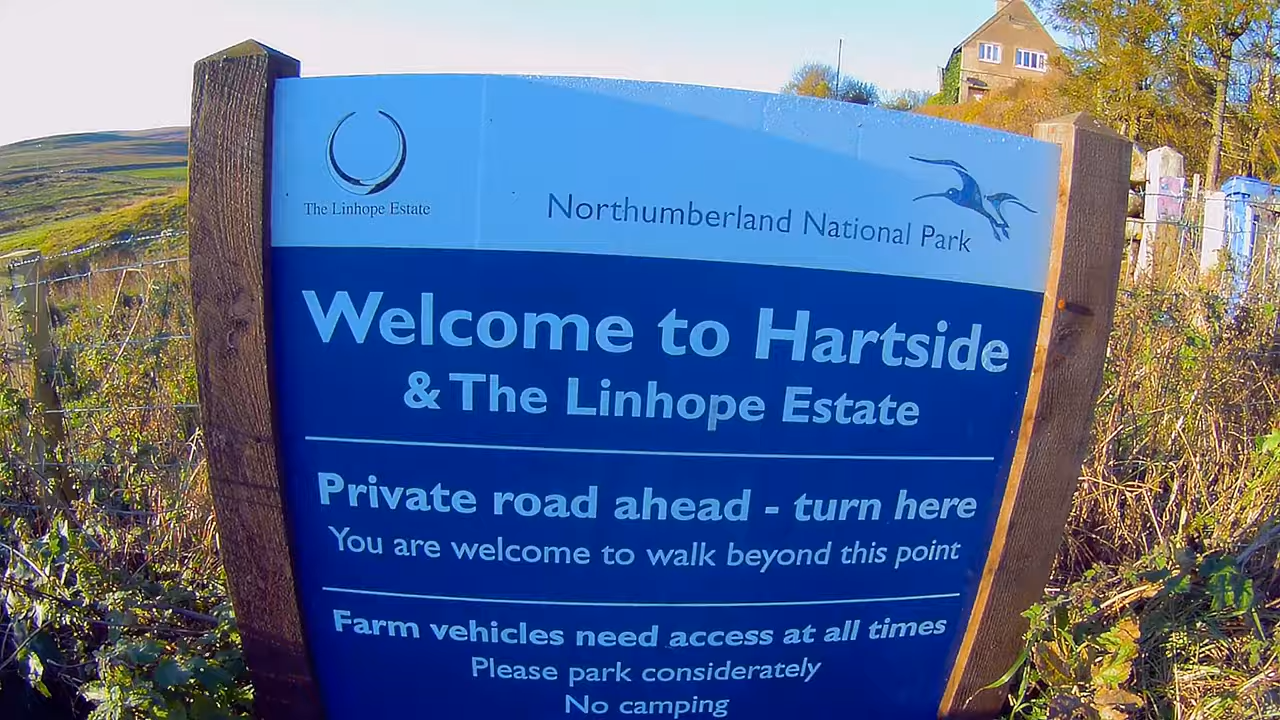 The Linhope Estate
Northumberland National Park
Welcome to Hartside
& The Linhope Estate
Private road ahead - turn here
You are welcome to walk beyond this point
Farm vehicles need access at all times
Please park considerately
No camping